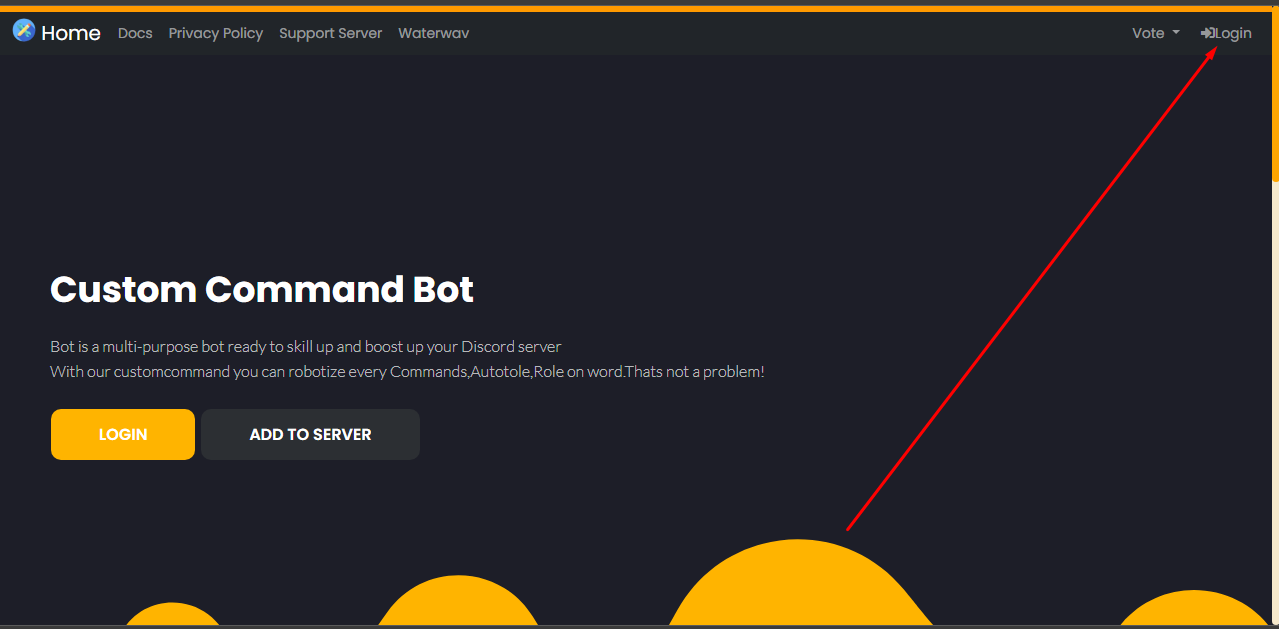 Home Docs Privacy Policy Support Server Waterwav Vote Login
Custom Command Bot
Bot is a multi-purpose bot ready to skill up and boost up your Discord server
With our customcommand you can robotize every Commands,Autotole,Role on word.Thats not a problem!
LOGIN ADD TO SERVER